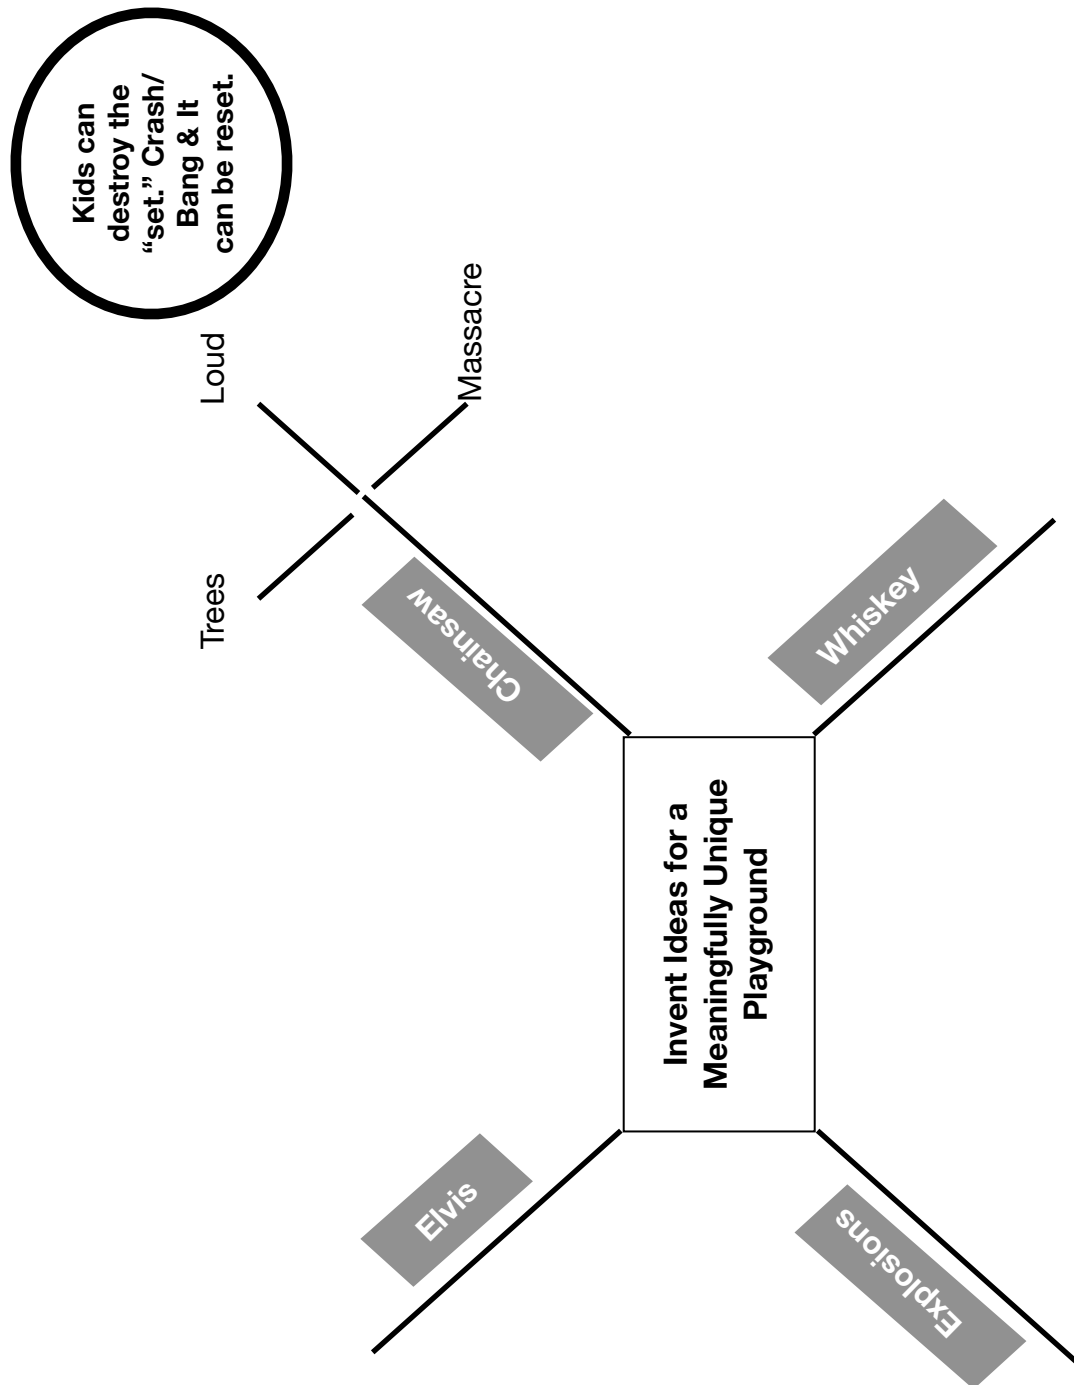 Kids can
destroy the
“set.” Crash/
Bang & It
can be reset.
Loud
Massacre
Trees
Chainsaw
Whiskey
Invent Ideas for a
Meaningfully Unique
Playground
Elvis
Explosions